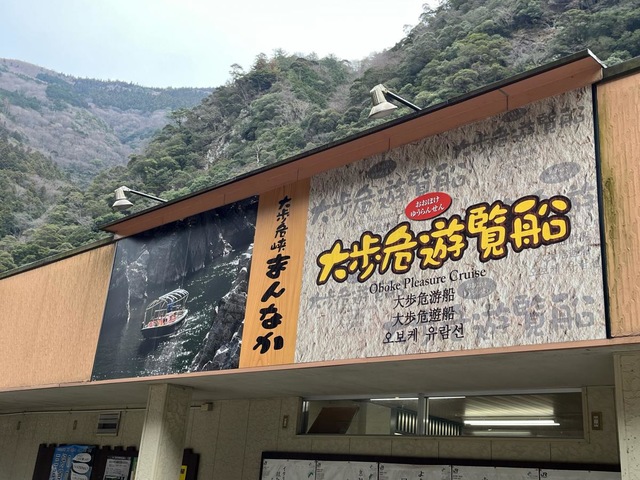 大歩危峡まんなか
おおぼけ
ゆうらんせん
大歩危遊覧船
Oboke Pleasure Cruise
大歩危游船
大歩危遊船
오보케 유람선